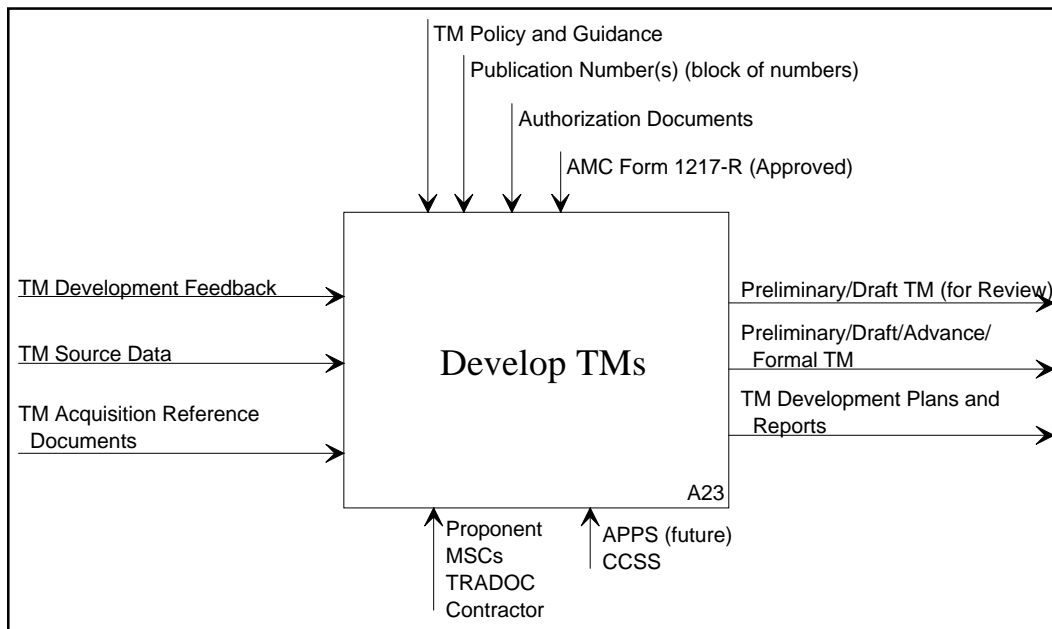 TM Policy and Guidance
Publication Number(s) (block of numbers)
Authorization Documents
AMC Form 1217-R (Approved)
TM Development Feedback
TM Source Data
TM Acquisition Reference
Documents
Develop TMs
A23
Preliminary/Draft TM (for Review)
Preliminary/Draft/Advance/
Formal TM
TM Development Plans and
Reports
Proponent
MSCs
TRADOC
Contractor
APPS (future)
CCSS